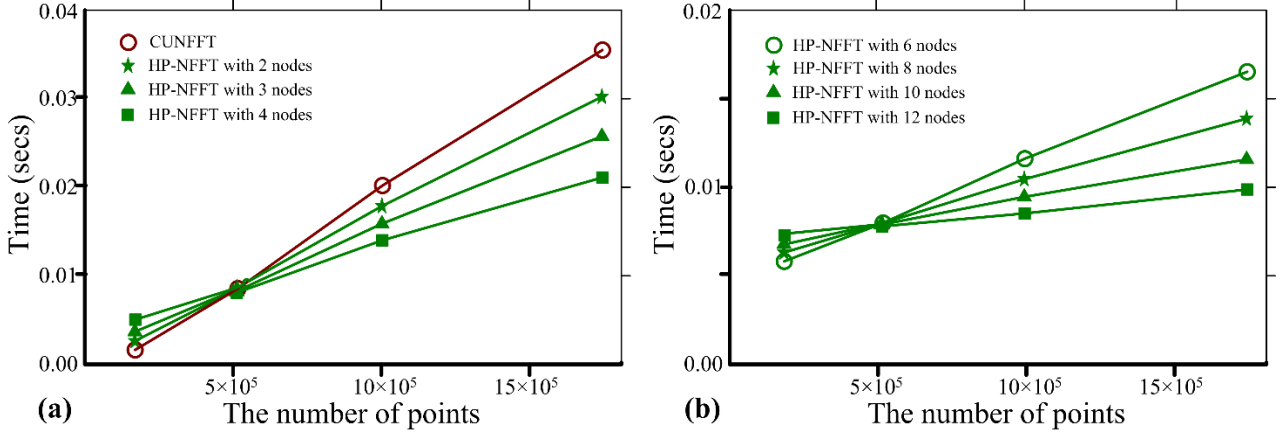 0.04
0.03
0.02
0.01
0.00
Time (secs)
CUNFFT
HP-NFFT with 2 nodes
HP-NFFT with 3 nodes
HP-NFFT with 4 nodes
5×10⁵
10×10⁵
15×10⁵
(a)
The number of points
0.02
0.01
0.00
Time (secs)
HP-NFFT with 6 nodes
HP-NFFT with 8 nodes
HP-NFFT with 10 nodes
HP-NFFT with 12 nodes
5×10⁵
10×10⁵
15×10⁵
(b)
The number of points